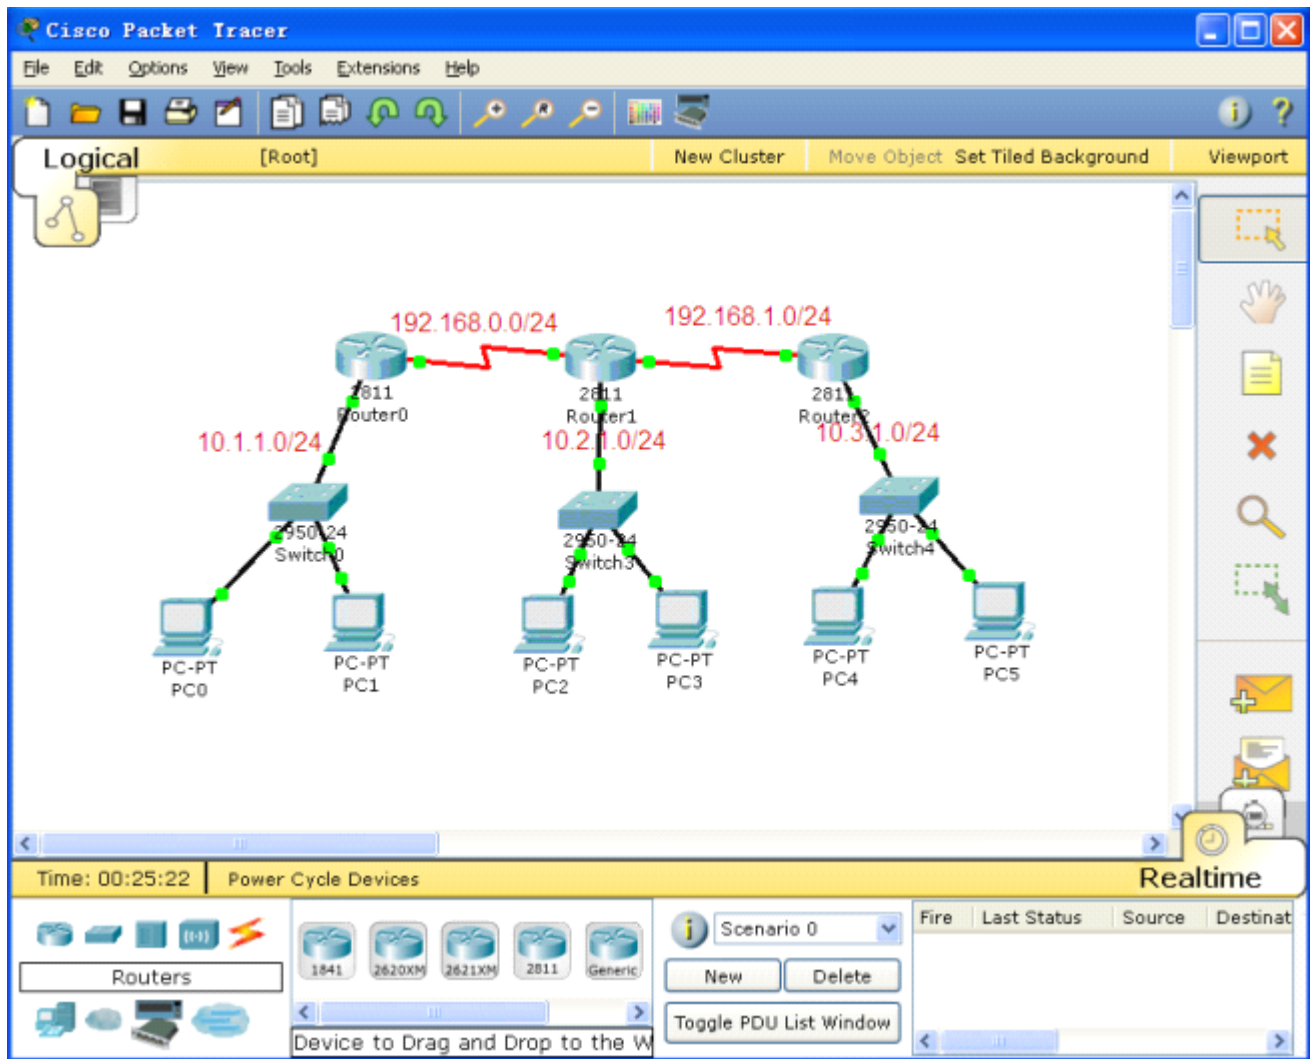 Cisco Packet Tracer
File Edit Options View Tools Extensions Help
Logical [Root] New Cluster Move Object Set Tiled Background Viewport
192.168.0.0/24 192.168.1.0/24
2811 2811 2811
Router0 Router1 Router2
10.1.1.0/24 10.2.1.0/24 10.3.1.0/24
2950-24 2950-24 2950-24
Switch0 Switch3 Switch4
PC-PT PC-PT PC-PT PC-PT PC-PT PC-PT
PC0 PC1 PC2 PC3 PC4 PC5
Time: 00:25:22 Power Cycle Devices Realtime
Scenario 0 Fire Last Status Source Destinat
1841 2620XM 2621XM 2811 Generic
Routers New Delete
Toggle PDU List Window
Device to Drag and Drop to the W